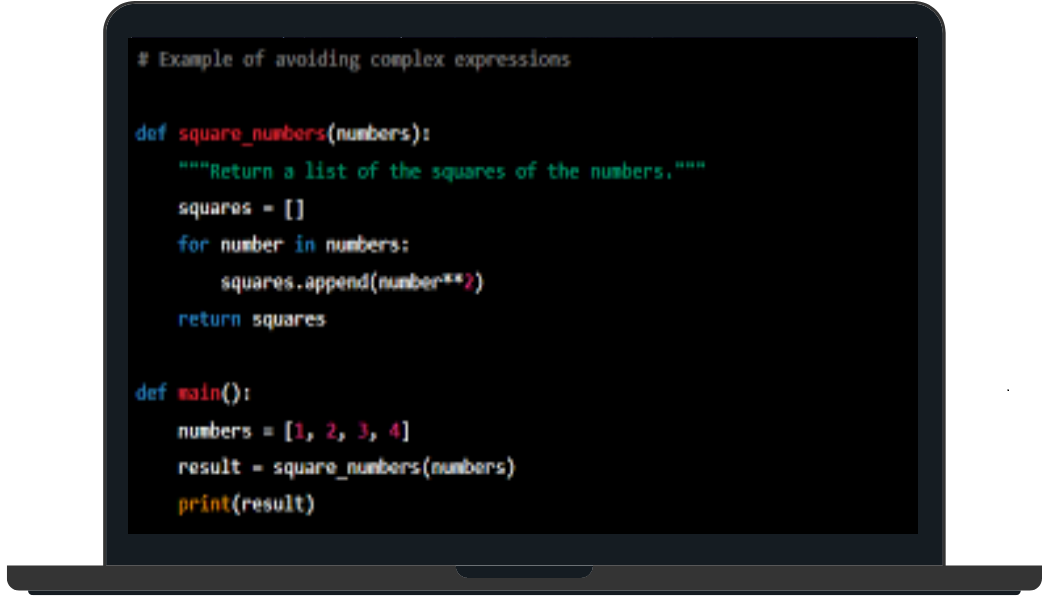 # Example of avoiding complex expressions
def square_numbers(numbers):
"""Return a list of the squares of the numbers."""
squares = []
for number in numbers:
squares.append(number**2)
return squares
def main():
numbers = [1, 2, 3, 4]
result = square_numbers(numbers)
print(result)